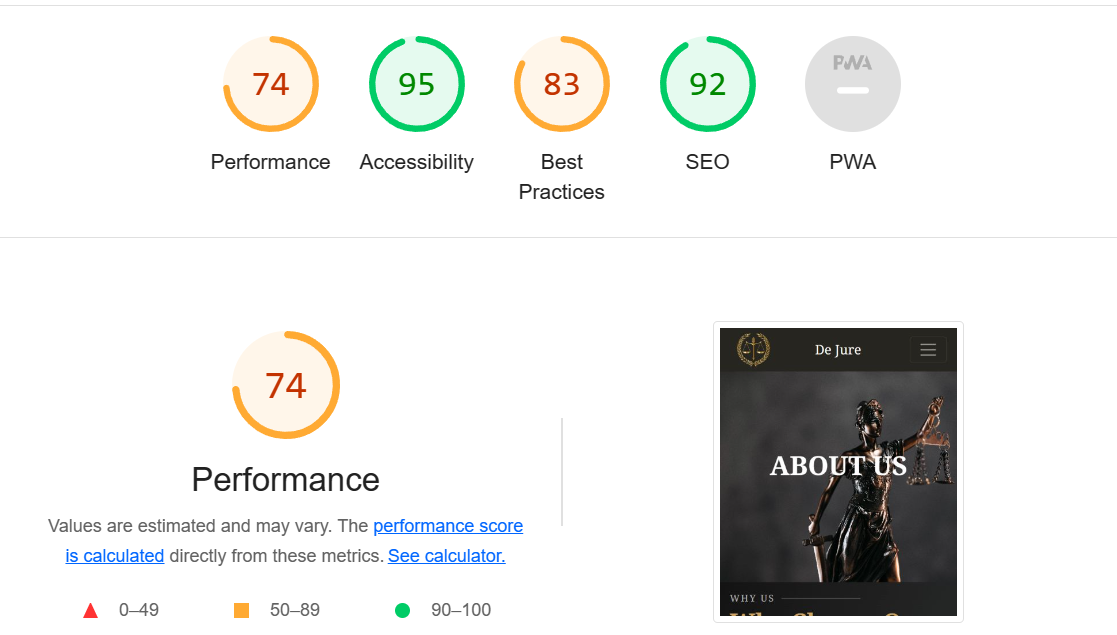 74
95
83
92
PWA
Performance
Accessibility
Best
Practices
SEO
PWA
74
Performance
Values are estimated and may vary. The performance score
is calculated directly from these metrics. See calculator.
0–49
50–89
90–100
De Jure
ABOUT US
WHY US